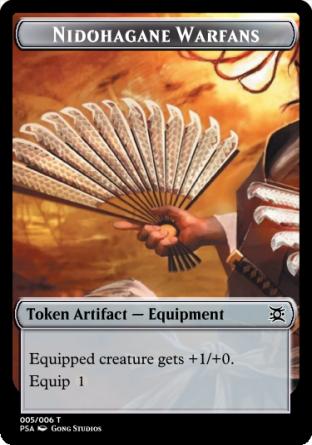 Nidohagane Warfans
Token Artifact — Equipment
Equipped creature gets +1/+0.
Equip 1
005/006 T
PSA Gong Studios